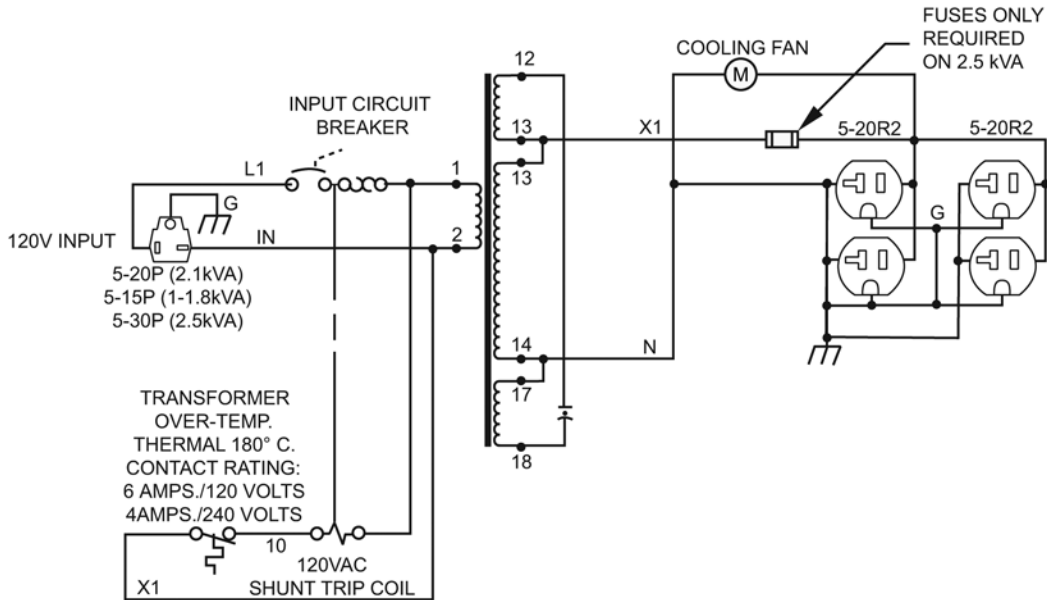 FUSES ONLY
REQUIRED
ON 2.5 kVA
COOLING FAN
M
12
INPUT CIRCUIT
BREAKER
13
X1
5-20R2
5-20R2
L1
1
13
G
G
120V INPUT
IN
2
5-20P (2.1kVA)
5-15P (1-1.8kVA)
5-30P (2.5kVA)
14
N
17
TRANSFORMER
OVER-TEMP.
THERMAL 180° C.
CONTACT RATING:
6 AMPS./120 VOLTS
4AMPS./240 VOLTS
18
10
120VAC
SHUNT TRIP COIL
X1